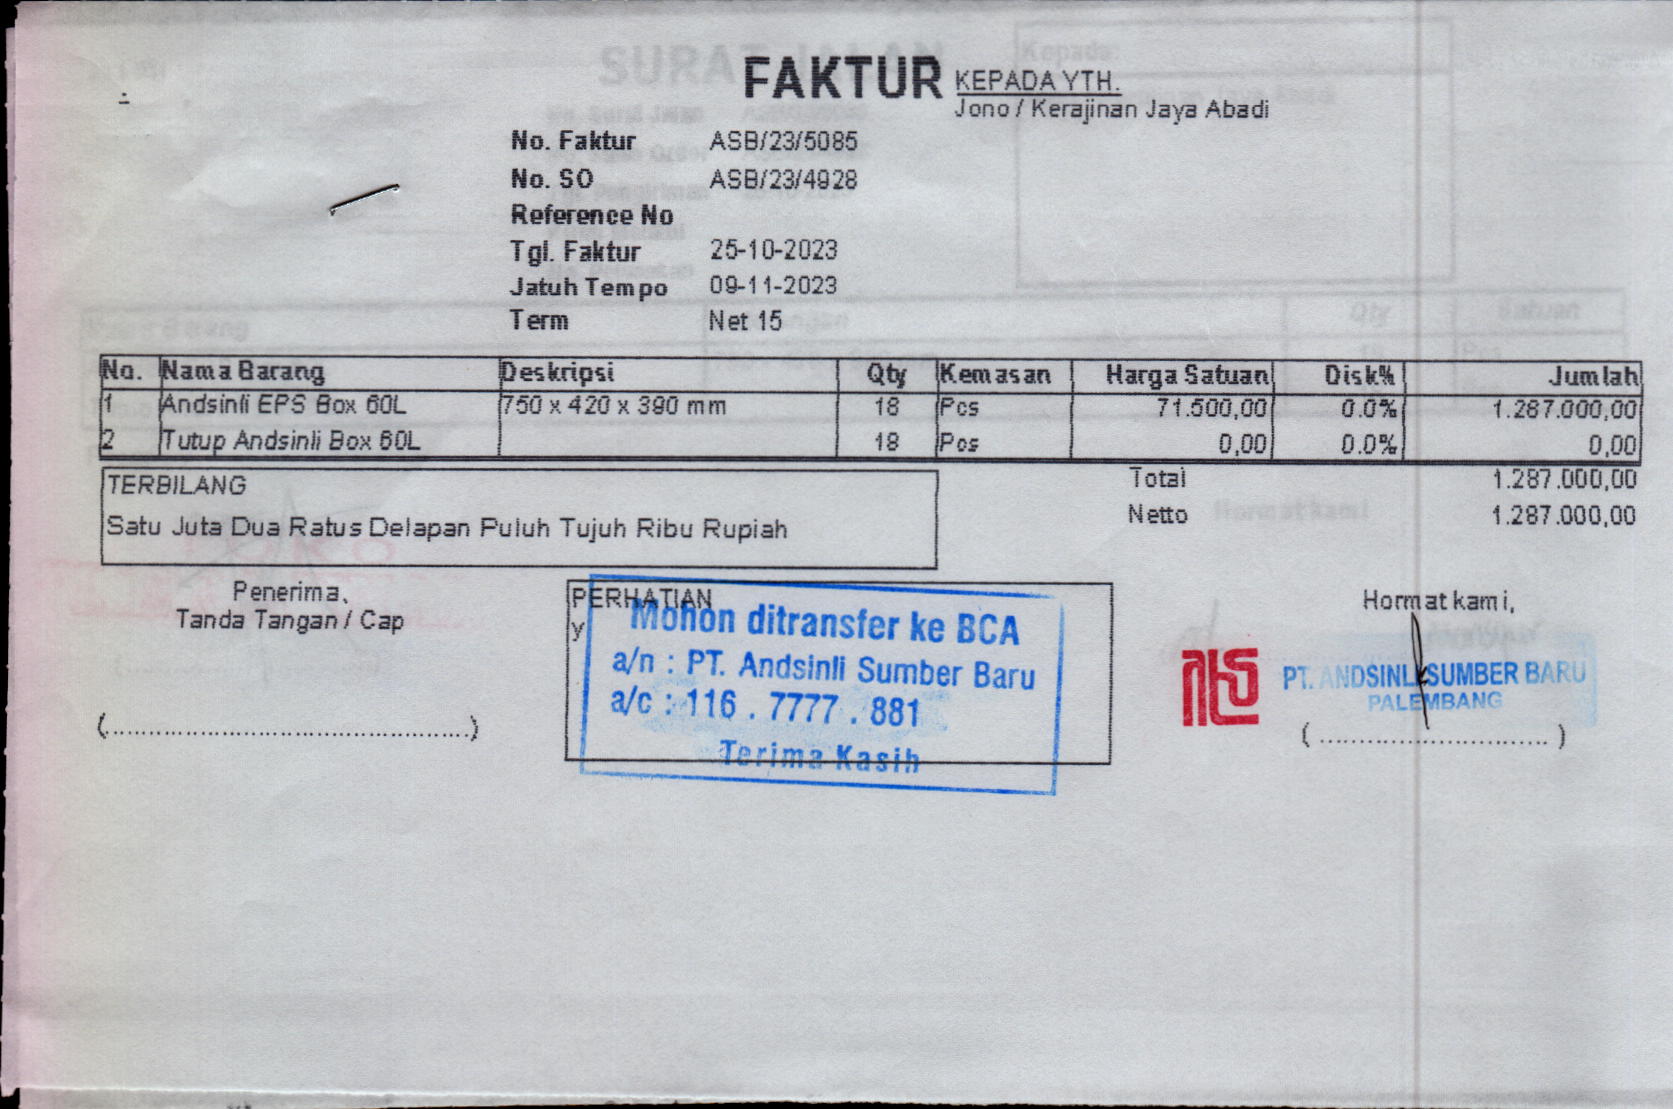 FAKTUR
KEPADA YTH.
Jono / Kerajinan Jaya Abadi
No. Faktur ASB/23/5085
No. SO ASB/23/4928
Reference No
Tgl. Faktur 25-10-2023
Jatuh Tempo 09-11-2023
Term Net 15
No. Nama Barang Deskripsi Qty Kemasan Harga Satuan Disk% Jumlah
1 Andsinli EPS Box 60L 750 x 420 x 390 mm 18 Pcs 71.500,00 0.0% 1.287.000,00
2 Tutup Andsinli Box 60L 18 Pcs 0,00 0.0% 0,00
TERBILANG
Satu Juta Dua Ratus Delapan Puluh Tujuh Ribu Rupiah
Total 1.287.000,00
Netto 1.287.000,00
Penerima,
Tanda Tangan / Cap
(................................................)
PERHATIAN
y
Mohon ditransfer ke BCA
a/n : PT. Andsinli Sumber Baru
a/c : 116 . 7777 . 881
Terima Kasih
Hormat kami,
PT. ANDSINLI SUMBER BARU
PALEMBANG
( .............................. )